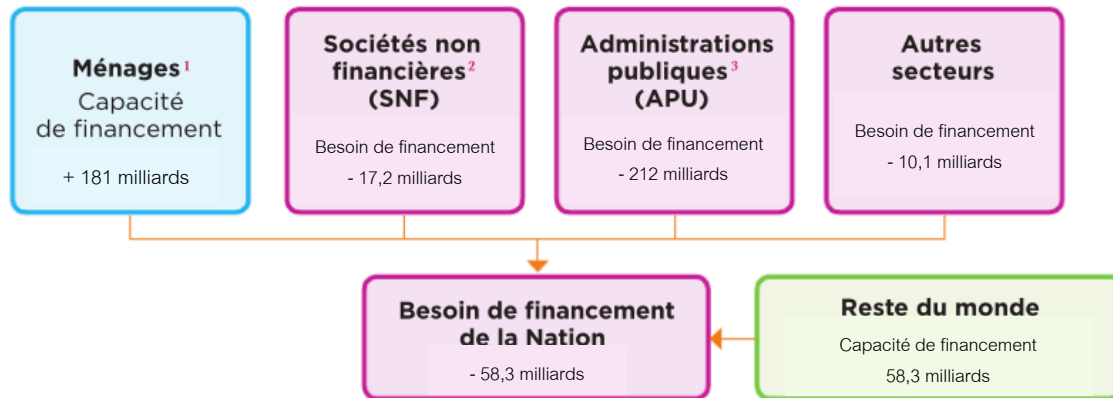 Ménages¹
Capacité
de financement
+ 181 milliards
Sociétés non
financières²
(SNF)
Besoin de financement
- 17,2 milliards
Administrations
publiques³
(APU)
Besoin de financement
- 212 milliards
Autres
secteurs
Besoin de financement
- 10,1 milliards
Besoin de financement
de la Nation
- 58,3 milliards
Reste du monde
Capacité de financement
58,3 milliards